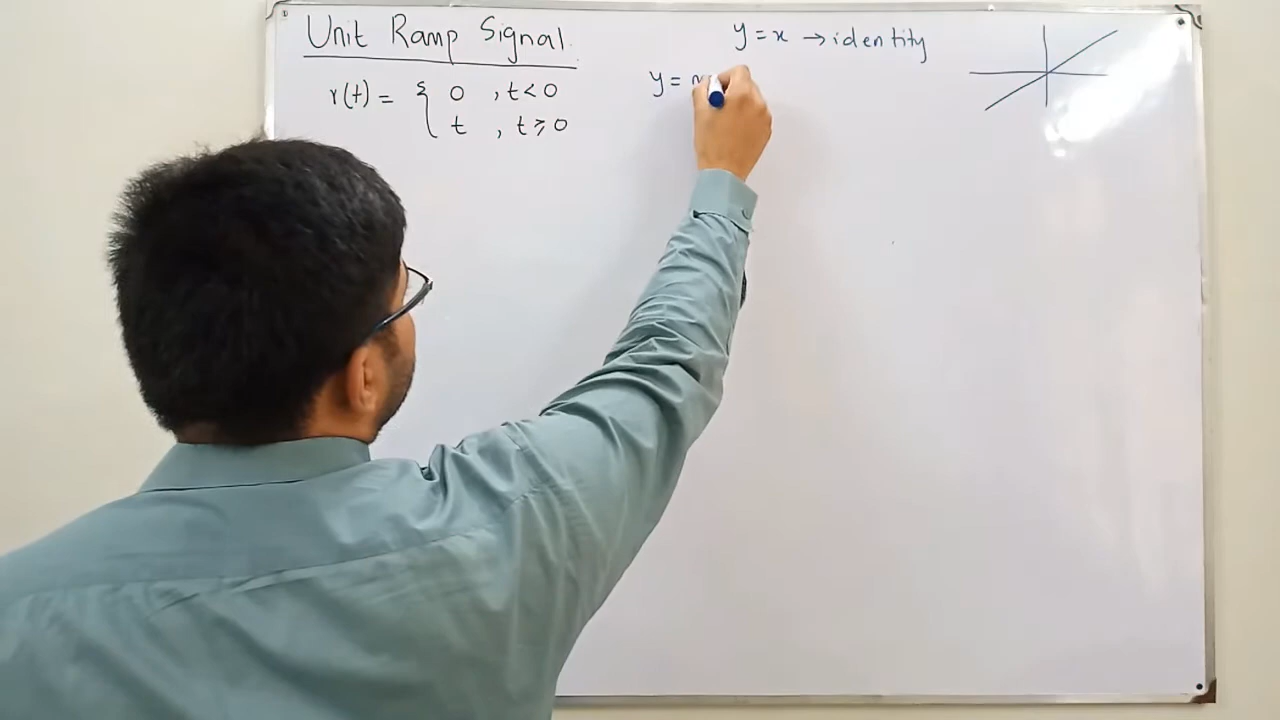 Unit Ramp Signal
r(t) = { 0 , t < 0
t , t ≥ 0
y = x → identity
y =